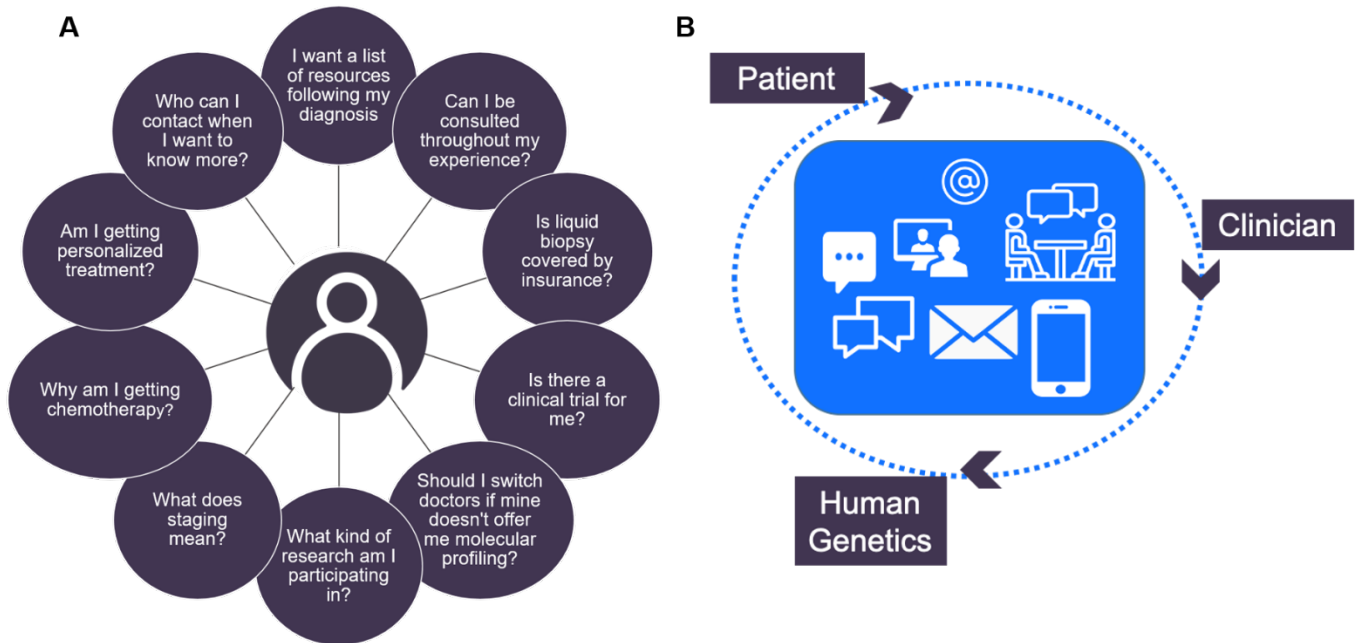 A
I want a list
of resources
following my
diagnosis
Can I be
consulted
throughout my
experience?
Is liquid
biopsy
covered by
insurance?
Is there a
clinical trial for
me?
Should I switch
doctors if mine
doesn't offer
me molecular
profiling?
What kind of
research am I
participating
in?
What does
staging
mean?
Why am I getting
chemotherapy?
Am I getting
personalized
treatment?
Who can I
contact when
I want to
know more?
B
Patient
@
Clinician
Human
Genetics